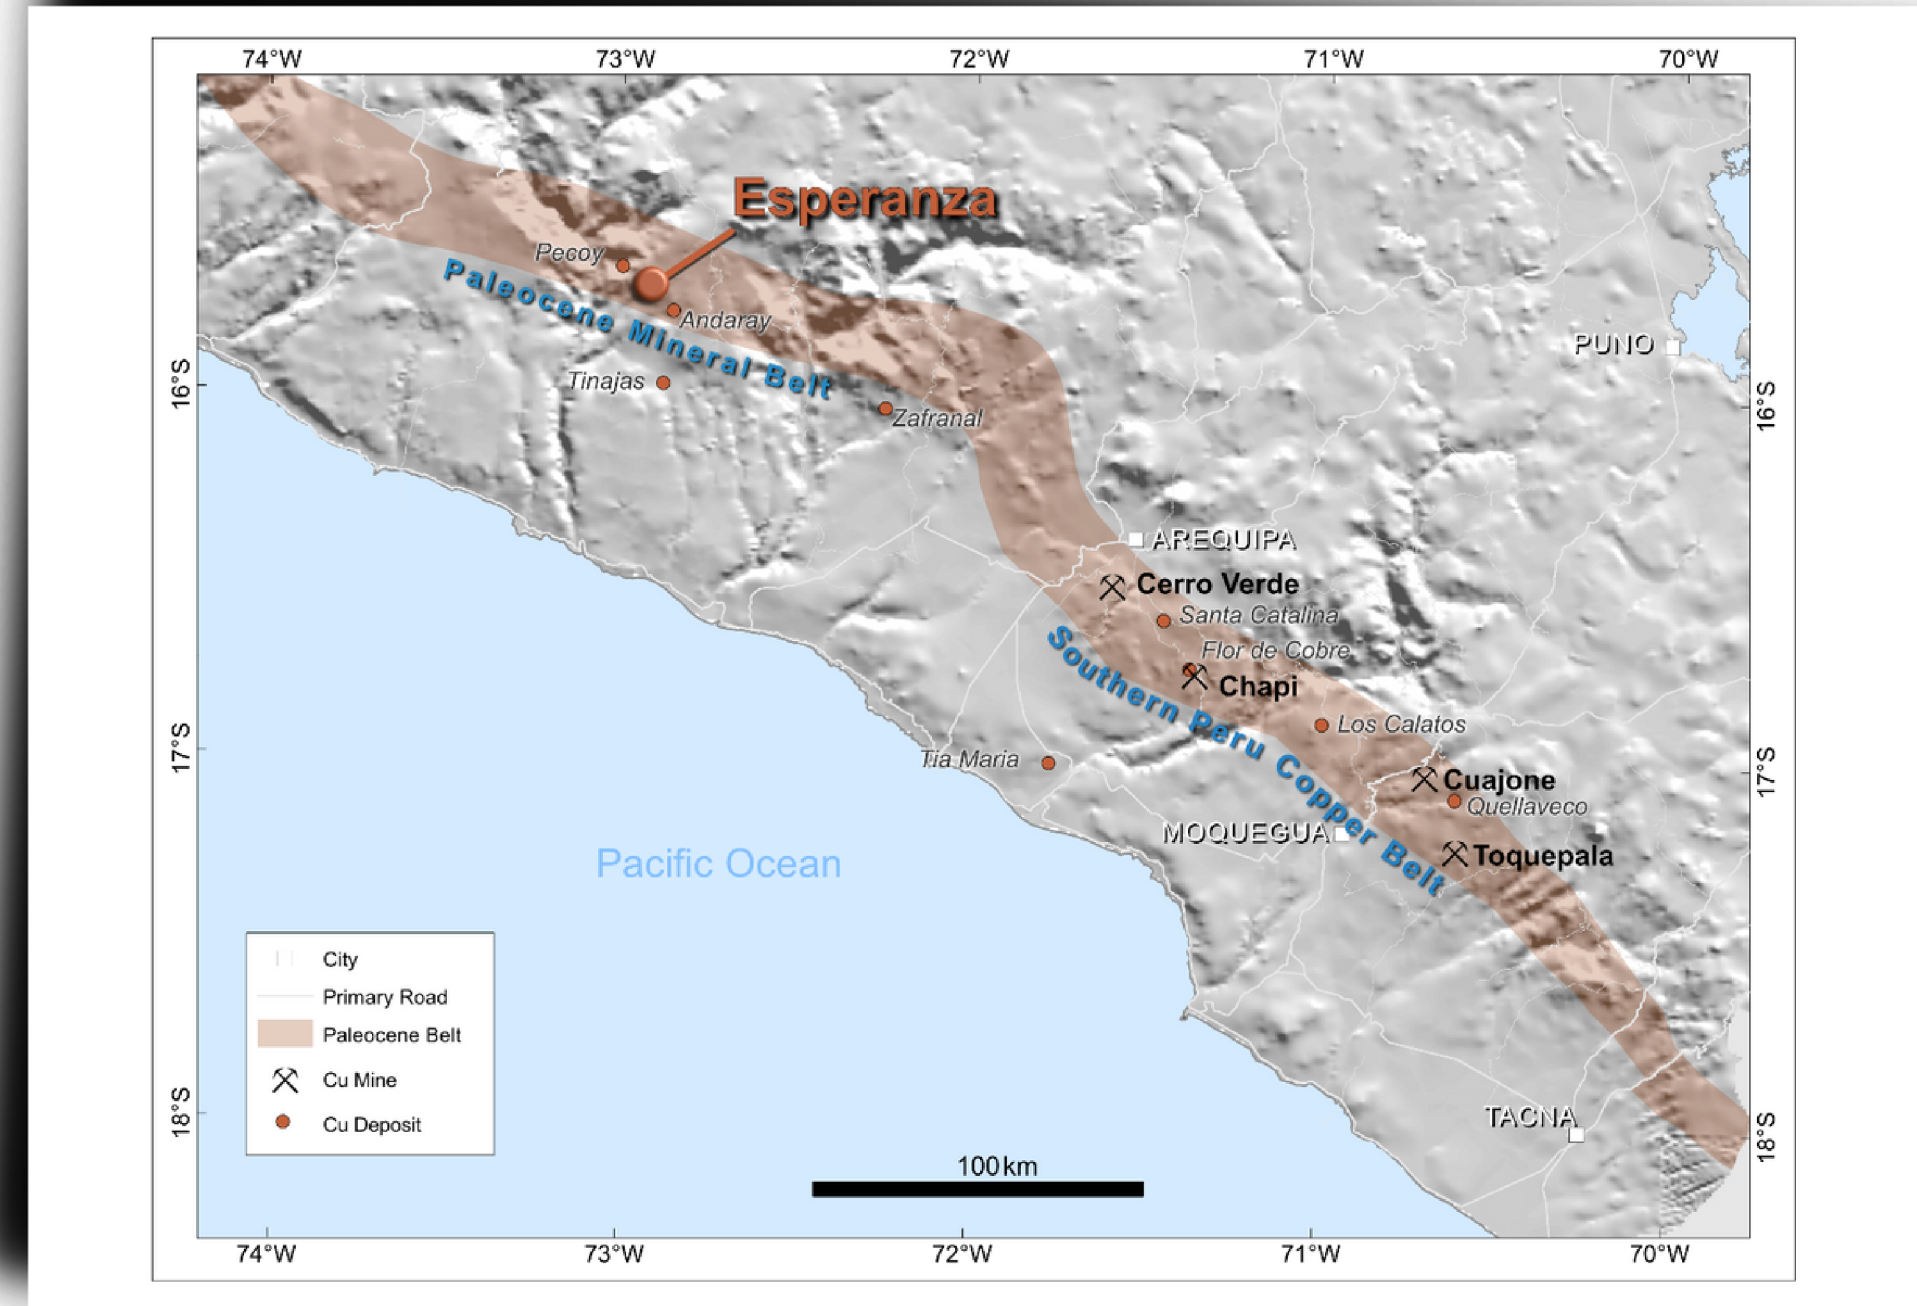 74°W 73°W 72°W 71°W 70°W
Esperanza
Pecoy
Andaray
Paleocene Mineral Belt
Tinajas
Zafranal
PUNO
16°S
16°S
AREQUIPA
Cerro Verde
Santa Catalina
Flor de Cobre
Chapi
Southern Peru Copper Belt
Los Calatos
17°S
Tia Maria
17°S
Cuajone
Quellaveco
MOQUEGUA
Toquepala
Pacific Ocean
City
Primary Road
Paleocene Belt
Cu Mine
Cu Deposit
18°S
TACNA
18°S
100 km
74°W 73°W 72°W 71°W 70°W